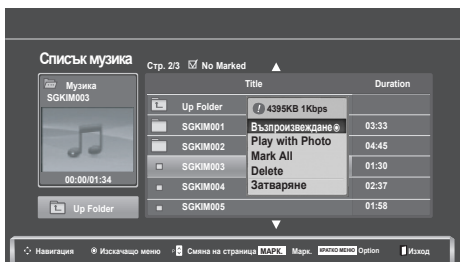 Списък музика Стр. 2/3 ☑ No Marked
Музика
SGKIM003
00:00/01:34
Up Folder
Title Duration
Up Folder
SGKIM001 03:33
SGKIM002 04:45
SGKIM003 01:30
SGKIM004 02:37
SGKIM005 01:58
4395KB 1Kbps
Възпроизвеждане
Play with Photo
Mark All
Delete
Затваряне
Навигация Изскачащо меню Смяна на страница МАРК. Марк. КРАТКО МЕНЮ Option Изход